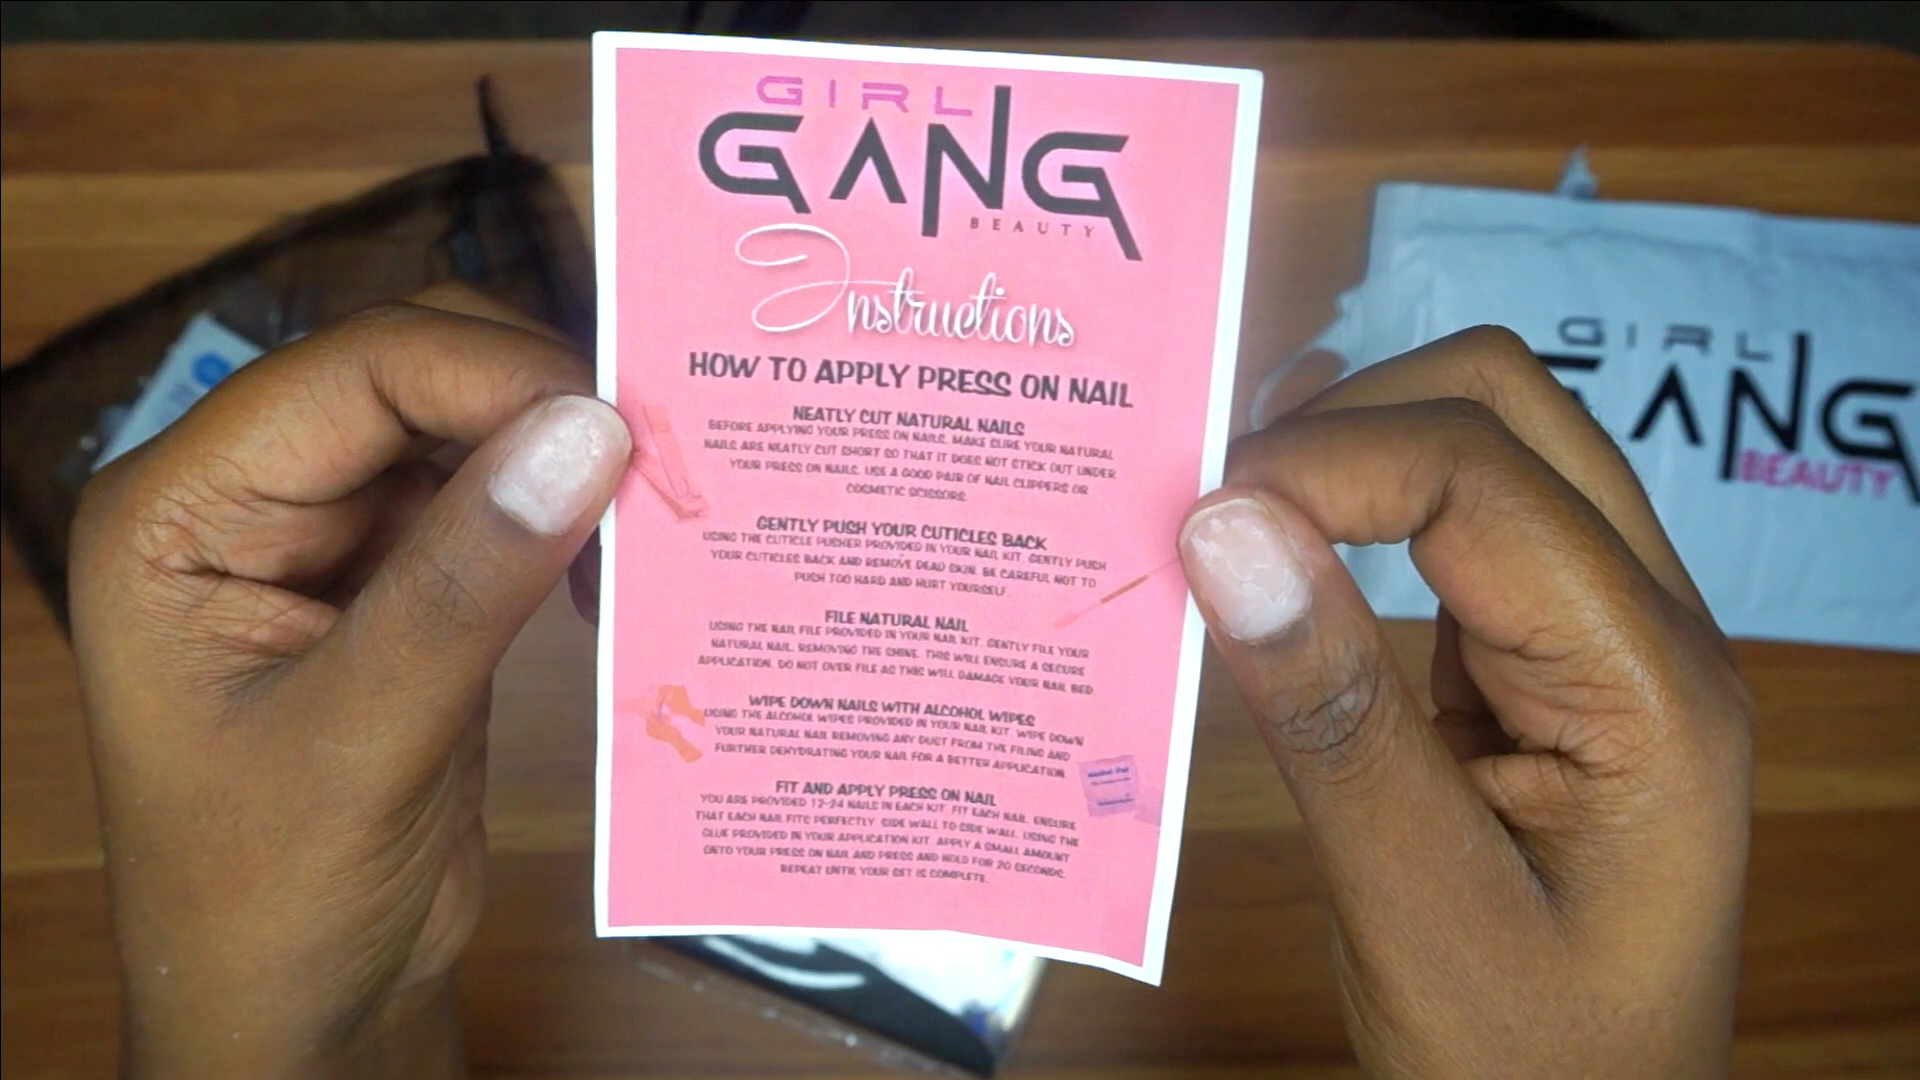 GIRL
GANG
BEAUTY
Instructions
HOW TO APPLY PRESS ON NAIL
NEATLY CUT NATURAL NAILS
BEFORE APPLYING YOUR PRESS ON NAILS, MAKE SURE YOUR NATURAL
NAILS ARE NEATLY CUT SHORT SO THAT IT DOES NOT STICK OUT UNDER
YOUR PRESS ON NAILS. USE A GOOD PAIR OF NAIL CLIPPERS OR
COSMETIC SCISSORS.
GENTLY PUSH YOUR CUTICLES BACK
USING THE CUTICLE PUSHER PROVIDED IN YOUR NAIL KIT, GENTLY PUSH
YOUR CUTICLES BACK AND REMOVE DEAD SKIN. BE CAREFUL NOT TO
PUSH TOO HARD AND HURT YOURSELF.
FILE NATURAL NAIL
USING THE NAIL FILE PROVIDED IN YOUR NAIL KIT, GENTLY FILE YOUR
NATURAL NAIL, REMOVING THE SHINE. THIS WILL ENSURE A SECURE
APPLICATION. DO NOT OVER FILE AS THIS WILL DAMAGE YOUR NAIL BED.
WIPE DOWN NAILS WITH ALCOHOL WIPES
USING THE ALCOHOL WIPES PROVIDED IN YOUR NAIL KIT, WIPE DOWN
YOUR NATURAL NAIL REMOVING ANY DUST FROM THE FILING AND
FURTHER DEHYDRATING YOUR NAIL FOR A BETTER APPLICATION.
Alcohol Pad
FIT AND APPLY PRESS ON NAIL
YOU ARE PROVIDED 12-24 NAILS IN EACH KIT. FIT EACH NAIL, ENSURE
THAT EACH NAIL FITS PERFECTLY, SIDE WALL TO SIDE WALL. USING THE
GLUE PROVIDED IN YOUR APPLICATION KIT, APPLY A SMALL AMOUNT
ONTO YOUR PRESS ON NAIL AND PRESS AND HOLD FOR 20 SECONDS.
REPEAT UNTIL YOUR SET IS COMPLETE.
GIRL
GANG
BEAUTY